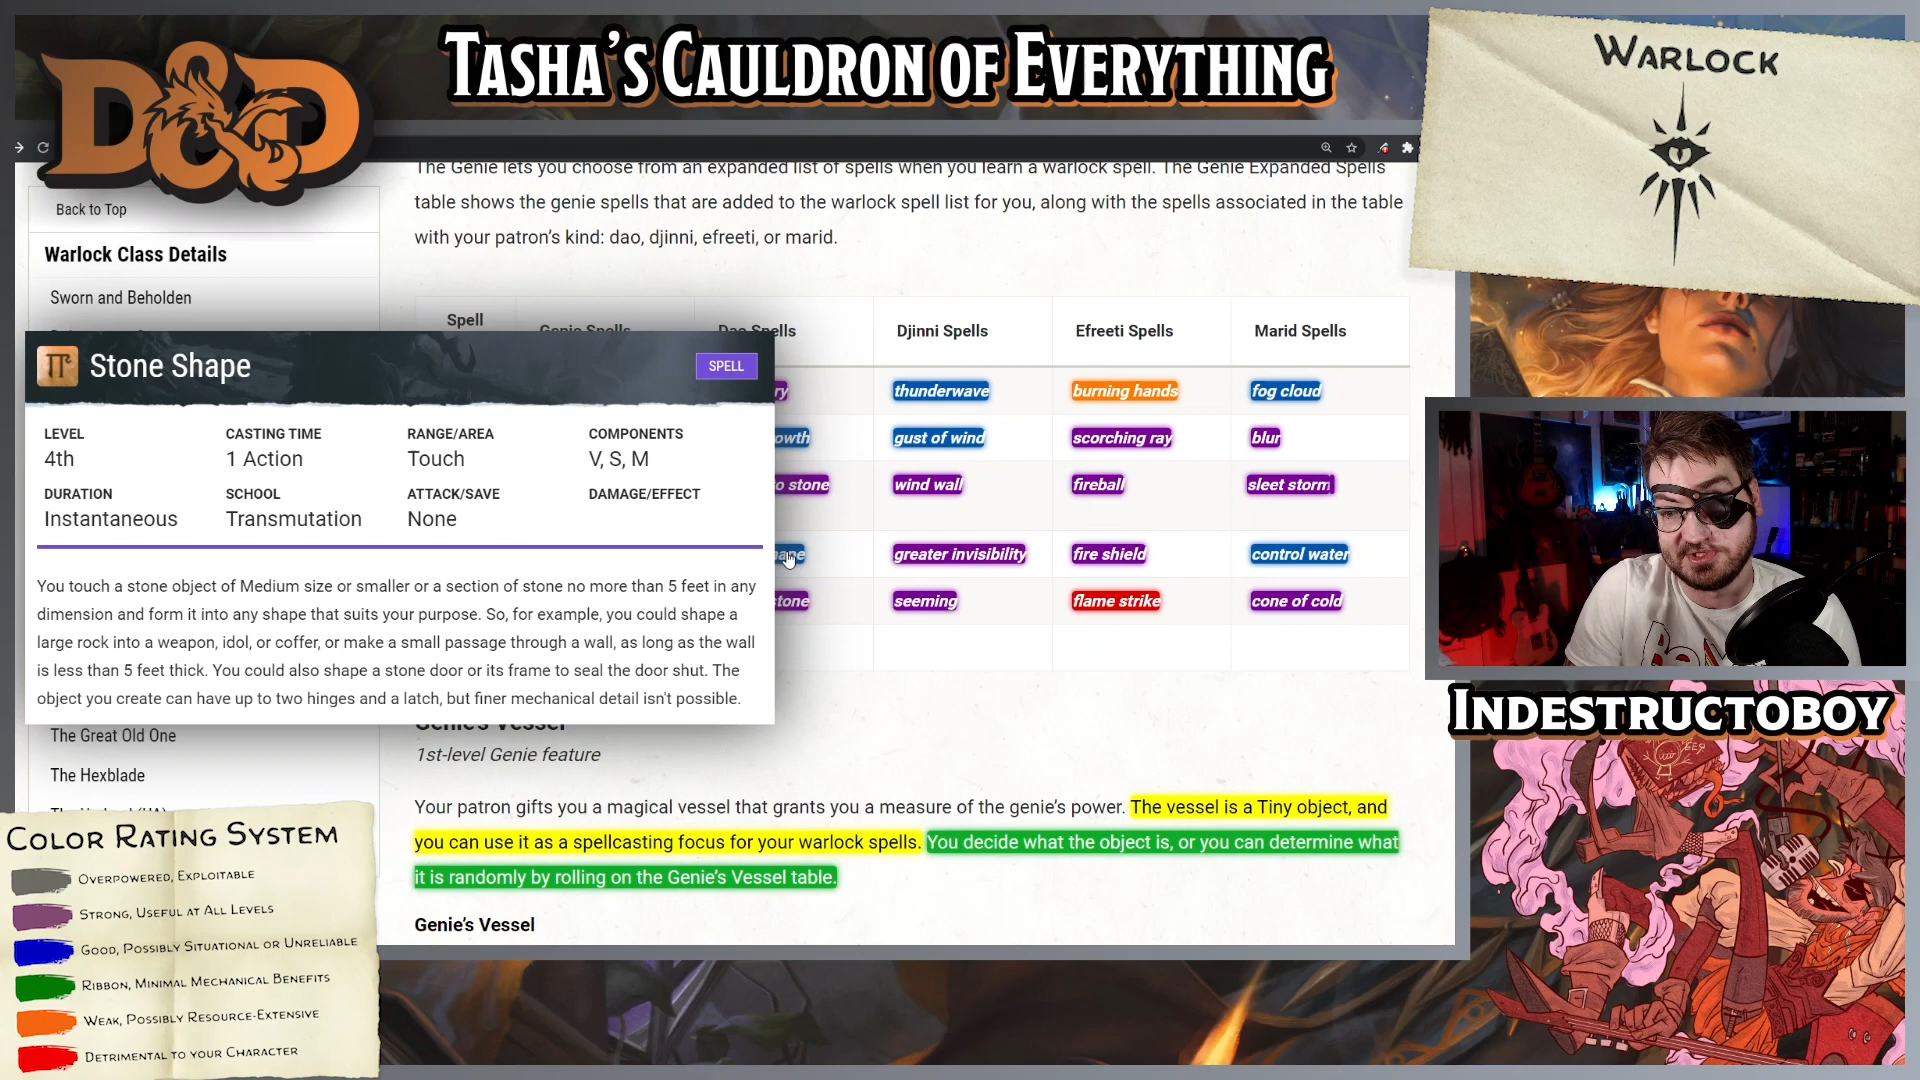 D&D
TASHA'S CAULDRON OF EVERYTHING
WARLOCK
The Genie lets you choose from an expanded list of spells when you learn a warlock spell. The Genie Expanded Spells
table shows the genie spells that are added to the warlock spell list for you, along with the spells associated in the table
with your patron's kind: dao, djinni, efreeti, or marid.
Back to Top
Warlock Class Details
Sworn and Beholden
Spell
Genie Spells
Dao Spells
Djinni Spells
Efreeti Spells
Marid Spells
thunderwave
burning hands
fog cloud
gust of wind
scorching ray
blur
wind wall
fireball
sleet storm
greater invisibility
fire shield
control water
stone
seeming
flame strike
cone of cold
Stone Shape
SPELL
LEVEL
4th
CASTING TIME
1 Action
RANGE/AREA
Touch
COMPONENTS
V, S, M
DURATION
Instantaneous
SCHOOL
Transmutation
ATTACK/SAVE
None
DAMAGE/EFFECT
You touch a stone object of Medium size or smaller or a section of stone no more than 5 feet in any
dimension and form it into any shape that suits your purpose. So, for example, you could shape a
large rock into a weapon, idol, or coffer, or make a small passage through a wall, as long as the wall
is less than 5 feet thick. You could also shape a stone door or its frame to seal the door shut. The
object you create can have up to two hinges and a latch, but finer mechanical detail isn't possible.
The Great Old One
The Hexblade
Genie's Vessel
1st-level Genie feature
Your patron gifts you a magical vessel that grants you a measure of the genie's power. The vessel is a Tiny object, and
you can use it as a spellcasting focus for your warlock spells. You decide what the object is, or you can determine what
it is randomly by rolling on the Genie's Vessel table.
Genie's Vessel
INDESTRUCTOBOY
COLOR RATING SYSTEM
OVERPOWERED, EXPLOITABLE
STRONG, USEFUL AT ALL LEVELS
GOOD, POSSIBLY SITUATIONAL OR UNRELIABLE
RIBBON, MINIMAL MECHANICAL BENEFITS
WEAK, POSSIBLY RESOURCE-EXTENSIVE
DETRIMENTAL TO YOUR CHARACTER